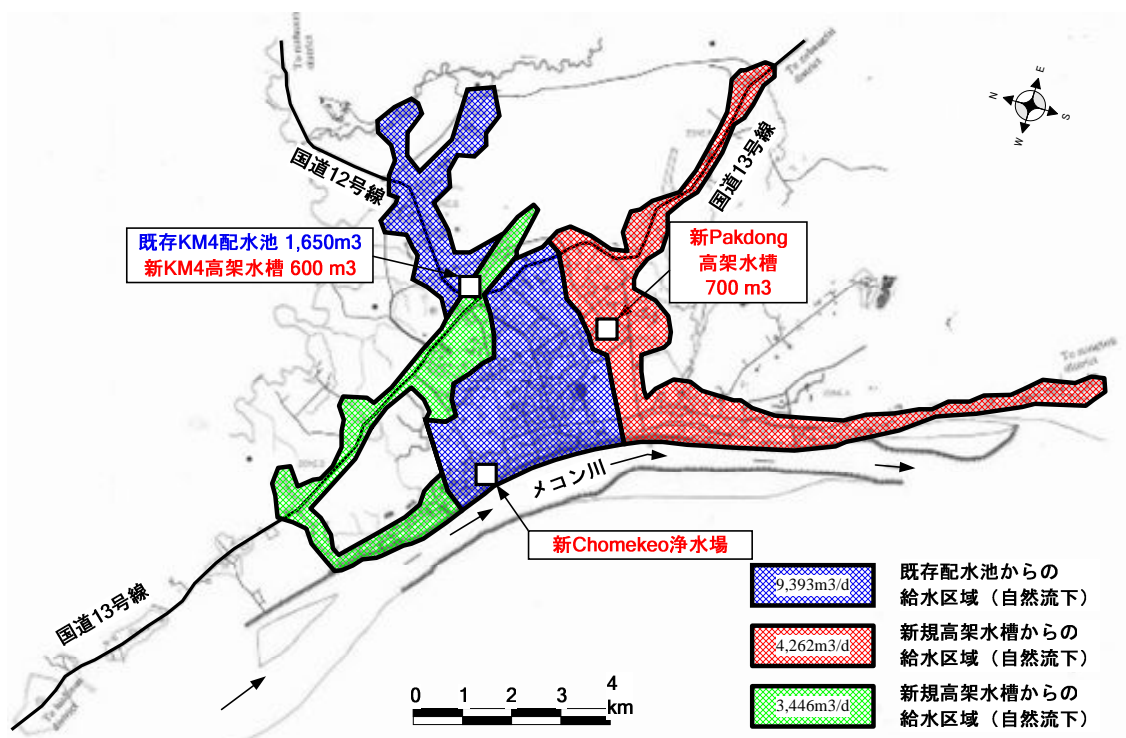 E
N
S
W
国道12号線
国道13号線
既存KM4配水池 1,650m3
新KM4高架水槽 600 m3
新Pakdong
高架水槽
700 m3
メコン川
新Chomekeo浄水場
国道13号線
9,393m3/d
既存配水池からの
給水区域（自然流下）
4,262m3/d
新規高架水槽からの
給水区域（自然流下）
3,446m3/d
新規高架水槽からの
給水区域（自然流下）
0 1 2 3 4
km